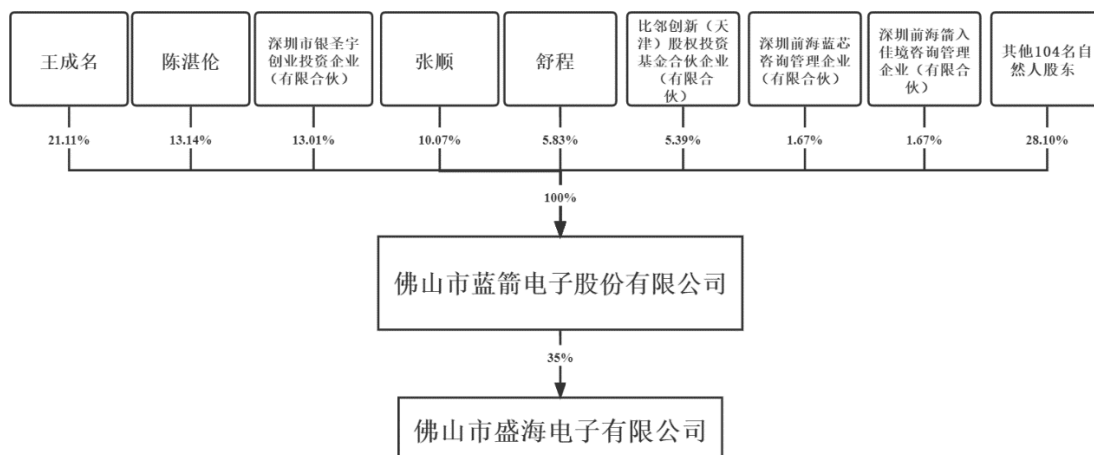 王成名
陈湛伦
深圳市银圣宇
创业投资企业
（有限合伙）
张顺
舒程
比邻创新（天
津）股权投资
基金合伙企业
（有限合
伙）
深圳前海蓝芯
咨询管理企业
（有限合伙）
深圳前海箭入
佳境咨询管理
企业（有限合
伙）
其他104名自
然人股东
21.11%
13.14%
13.01%
10.07%
5.83%
5.39%
1.67%
1.67%
28.10%
100%
佛山市蓝箭电子股份有限公司
35%
佛山市盛海电子有限公司